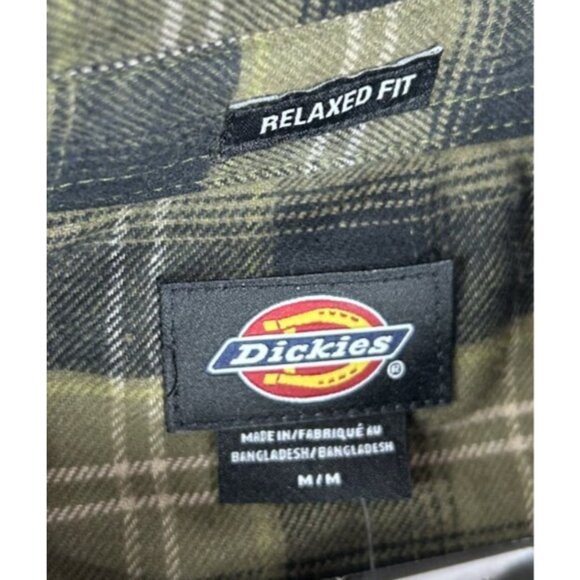 RELAXED FIT
Dickies®
MADE IN/FABRIQUÉ AU
BANGLADESH/BANGLADESH
M/M